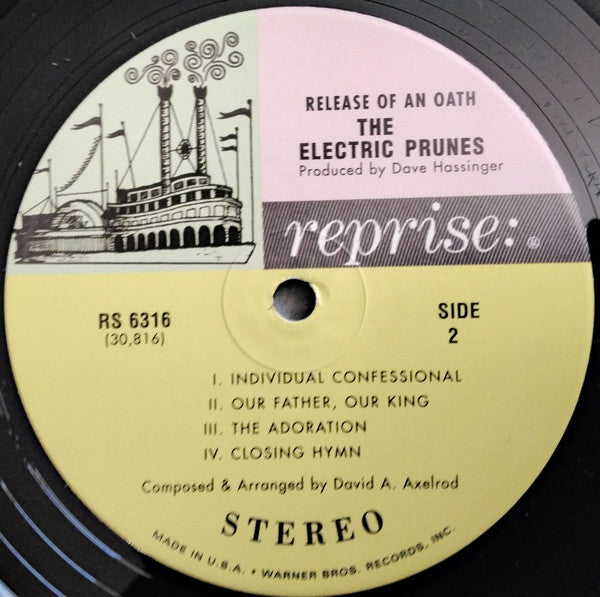 RELEASE OF AN OATH
THE
ELECTRIC PRUNES
Produced by Dave Hassinger
reprise:®
RS 6316
(30,816)
SIDE
2
I. INDIVIDUAL CONFESSIONAL
II. OUR FATHER, OUR KING
III. THE ADORATION
IV. CLOSING HYMN
Composed & Arranged by David A. Axelrod
STEREO
MADE IN U.S.A. • WARNER BROS. RECORDS, INC.